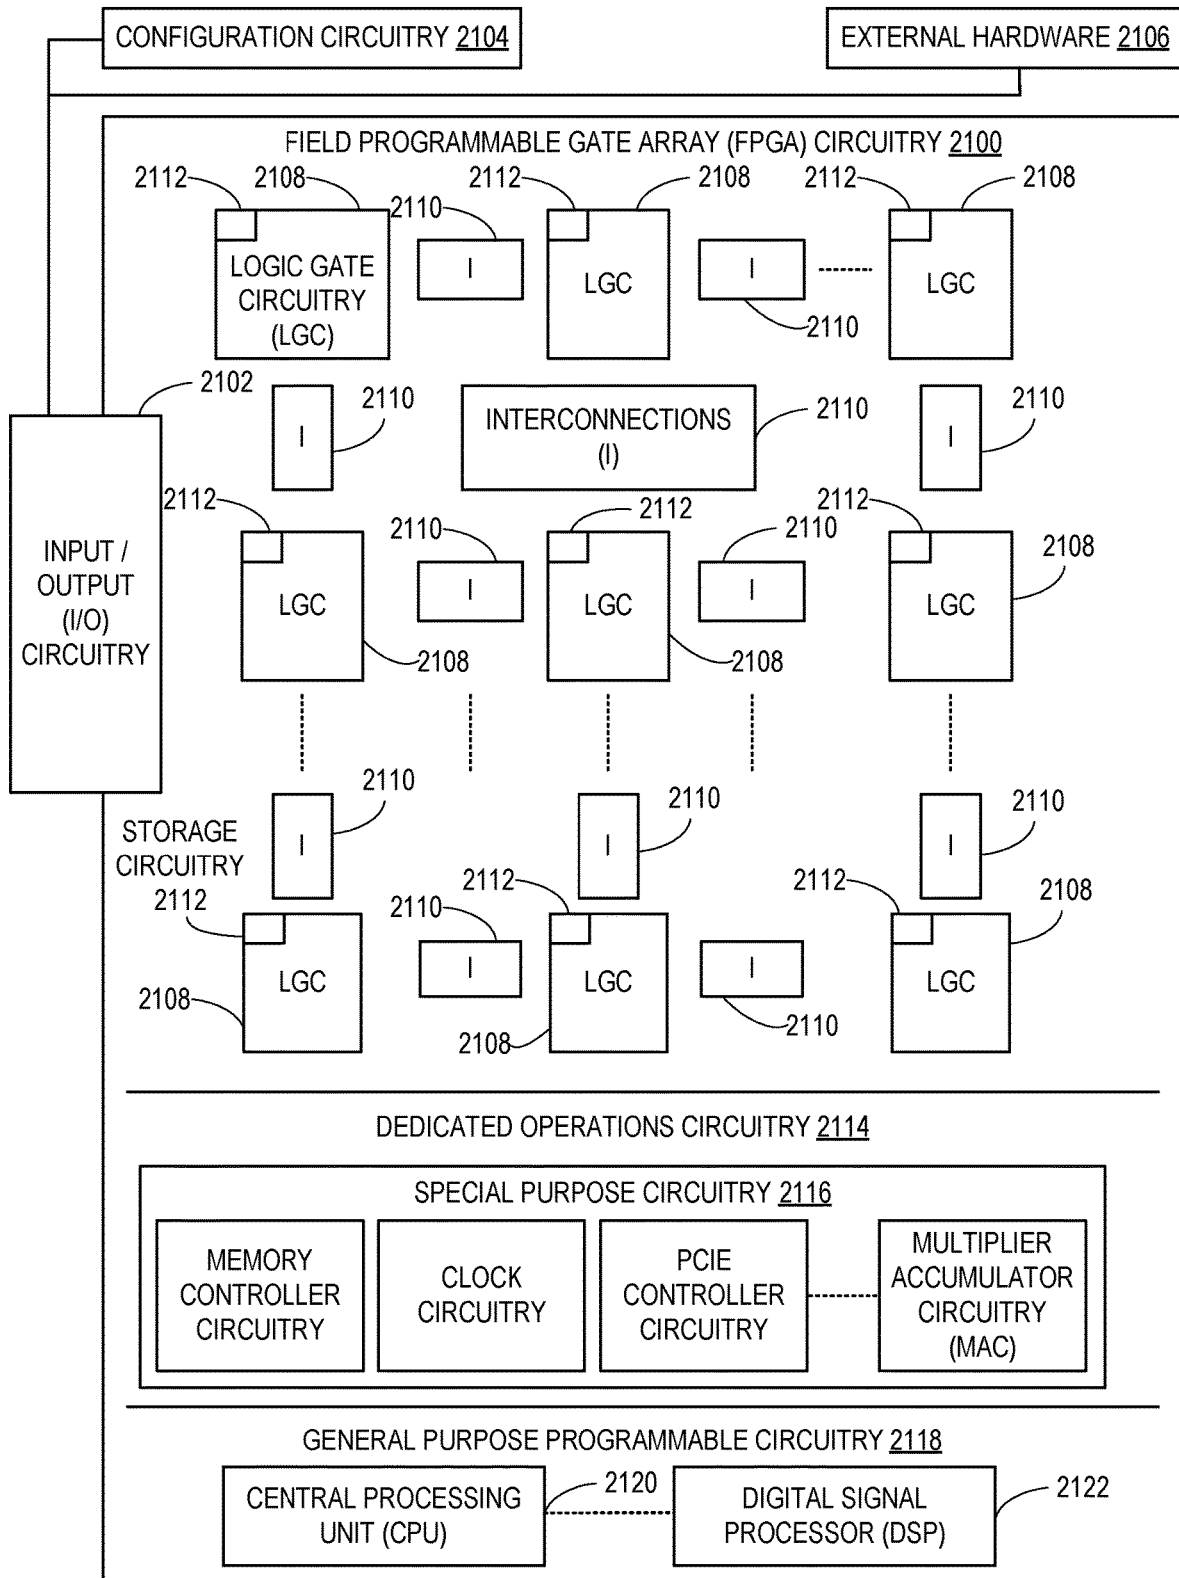 CONFIGURATION CIRCUITRY 2104
EXTERNAL HARDWARE 2106
FIELD PROGRAMMABLE GATE ARRAY (FPGA) CIRCUITRY 2100
2112
2108
2112
2108
2112
2108
2110
LOGIC GATE
CIRCUITRY
(LGC)
I
LGC
I
LGC
2110
2102
2110
INTERCONNECTIONS
(I)
2110
I
I
2110
2112
2110
2112
2110
2112
2108
INPUT /
OUTPUT
(I/O)
CIRCUITRY
LGC
I
LGC
I
LGC
2108
2108
2110
2110
2110
STORAGE
CIRCUITRY
I
I
I
2112
2110
2112
2112
2108
LGC
I
LGC
I
LGC
2108
2108
2110
DEDICATED OPERATIONS CIRCUITRY 2114
SPECIAL PURPOSE CIRCUITRY 2116
MEMORY
CONTROLLER
CIRCUITRY
CLOCK
CIRCUITRY
PCIE
CONTROLLER
CIRCUITRY
MULTIPLIER
ACCUMULATOR
CIRCUITRY
(MAC)
GENERAL PURPOSE PROGRAMMABLE CIRCUITRY 2118
CENTRAL PROCESSING
UNIT (CPU)
2120
DIGITAL SIGNAL
PROCESSOR (DSP)
2122